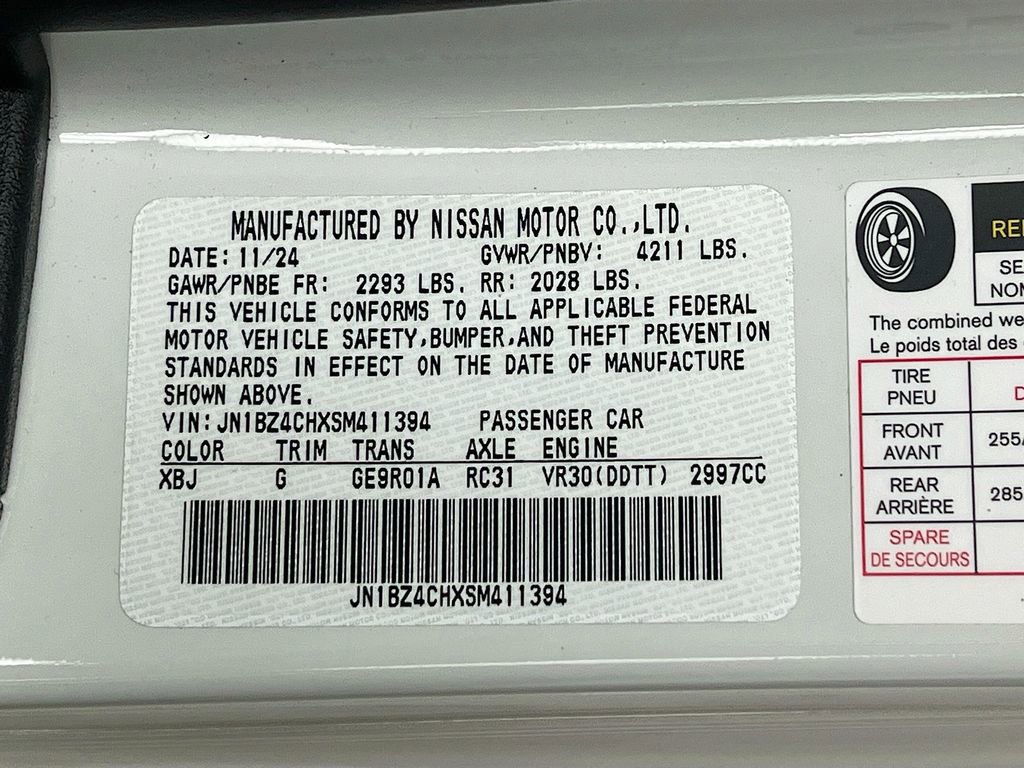 MANUFACTURED BY NISSAN MOTOR CO.,LTD.
DATE: 11/24 GVWR/PNBV: 4211 LBS.
GAWR/PNBE FR: 2293 LBS. RR: 2028 LBS.
THIS VEHICLE CONFORMS TO ALL APPLICABLE FEDERAL
MOTOR VEHICLE SAFETY,BUMPER,AND THEFT PREVENTION
STANDARDS IN EFFECT ON THE DATE OF MANUFACTURE
SHOWN ABOVE.
VIN: JN1BZ4CHXSM411394 PASSENGER CAR
COLOR TRIM TRANS AXLE ENGINE
XBJ G GE9R01A RC31 VR30(DDTT) 2997CC
JN1BZ4CHXSM411394
The combined
Le poids total des
TIRE
PNEU
FRONT
AVANT
255
REAR
ARRIÈRE
285
SPARE
DE SECOURS